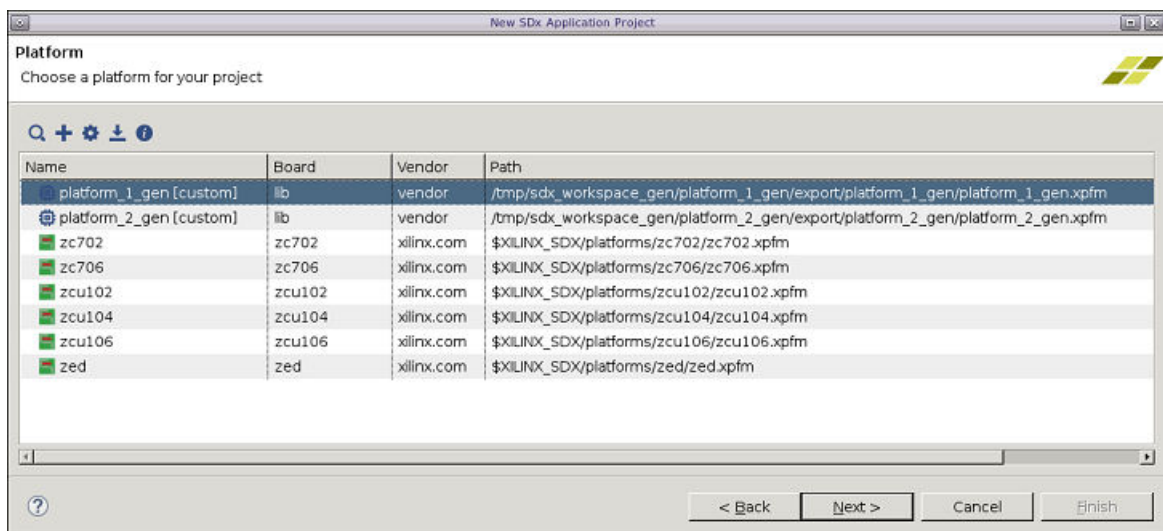 New SDx Application Project
Platform
Choose a platform for your project
Name Board Vendor Path
platform_1_gen [custom] lib vendor /tmp/sdx_workspace_gen/platform_1_gen/export/platform_1_gen/platform_1_gen.xpfm
platform_2_gen [custom] lib vendor /tmp/sdx_workspace_gen/platform_2_gen/export/platform_2_gen/platform_2_gen.xpfm
zc702 zc702 xilinx.com $XILINX_SDX/platforms/zc702/zc702.xpfm
zc706 zc706 xilinx.com $XILINX_SDX/platforms/zc706/zc706.xpfm
zcu102 zcu102 xilinx.com $XILINX_SDX/platforms/zcu102/zcu102.xpfm
zcu104 zcu104 xilinx.com $XILINX_SDX/platforms/zcu104/zcu104.xpfm
zcu106 zcu106 xilinx.com $XILINX_SDX/platforms/zcu106/zcu106.xpfm
zed zed xilinx.com $XILINX_SDX/platforms/zed/zed.xpfm
< Back Next > Cancel Finish